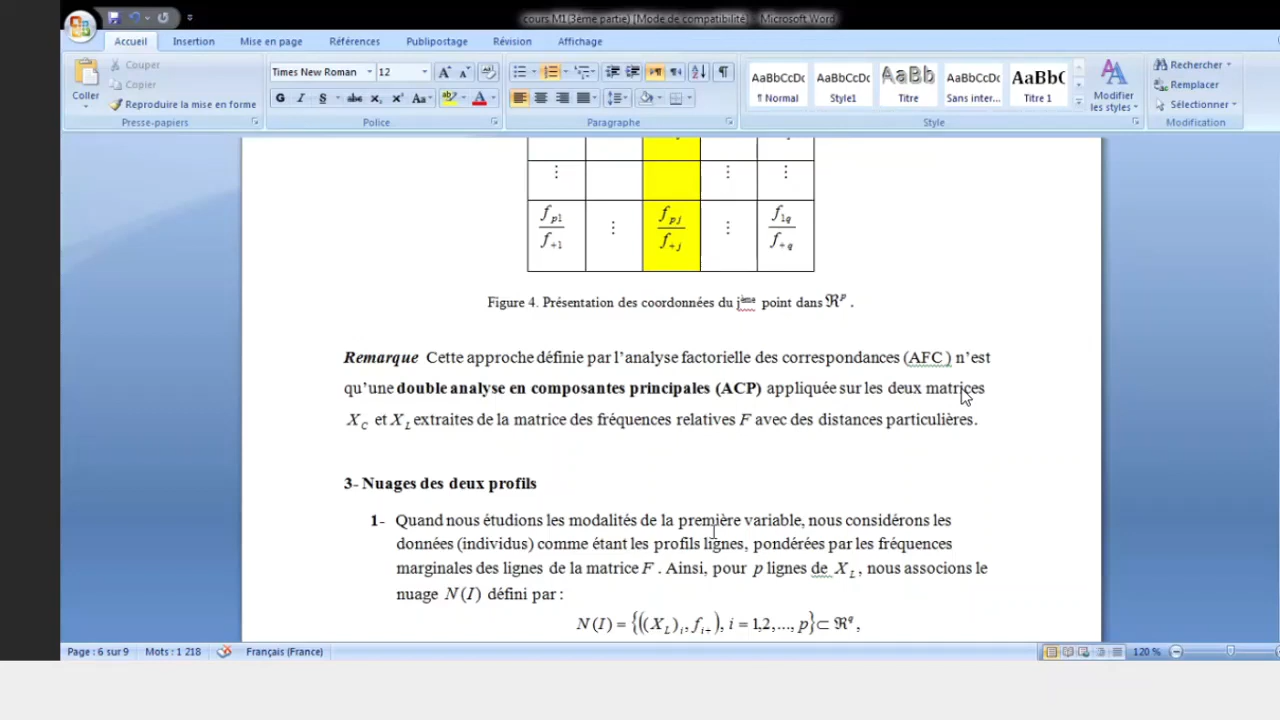 cours M1(3ème partie) [Mode de compatibilité] - Microsoft Word
Accueil Insertion Mise en page Références Publipostage Révision Affichage
Coller
Couper
Copier
Reproduire la mise en forme
Presse-papiers
Times New Roman 12
G I S abc X₂ X² Aa
Police
Paragraphe
AaBbCcDc AaBbCcDc AaBb AaBbCcDc AaBbC
¶ Normal Style1 Titre Sans inter... Titre 1
Modifier les styles
Style
Rechercher
Remplacer
Sélectionner
Modification
⋮ ⋮ ⋮
f_{p1}/f_{+1} ⋮ f_{pj}/f_{+j} ⋮ f_{1q}/f_{+q}
Figure 4. Présentation des coordonnées du j^{ème} point dans ℜ^p .
Remarque Cette approche définie par l’analyse factorielle des correspondances (AFC ) n’est
qu’une double analyse en composantes principales (ACP) appliquée sur les deux matrices
X_C et X_L extraites de la matrice des fréquences relatives F avec des distances particulières.
3- Nuages des deux profils
1- Quand nous étudions les modalités de la première variable, nous considérons les
données (individus) comme étant les profils lignes, pondérées par les fréquences
marginales des lignes de la matrice F . Ainsi, pour p lignes de X_L , nous associons le
nuage N(I) défini par :
N(I) = {((X_L)_i, f_{i+}), i = 1,2,..., p} ⊂ ℜ^q ,
Page : 6 sur 9 Mots : 1 218 Français (France) 120 %